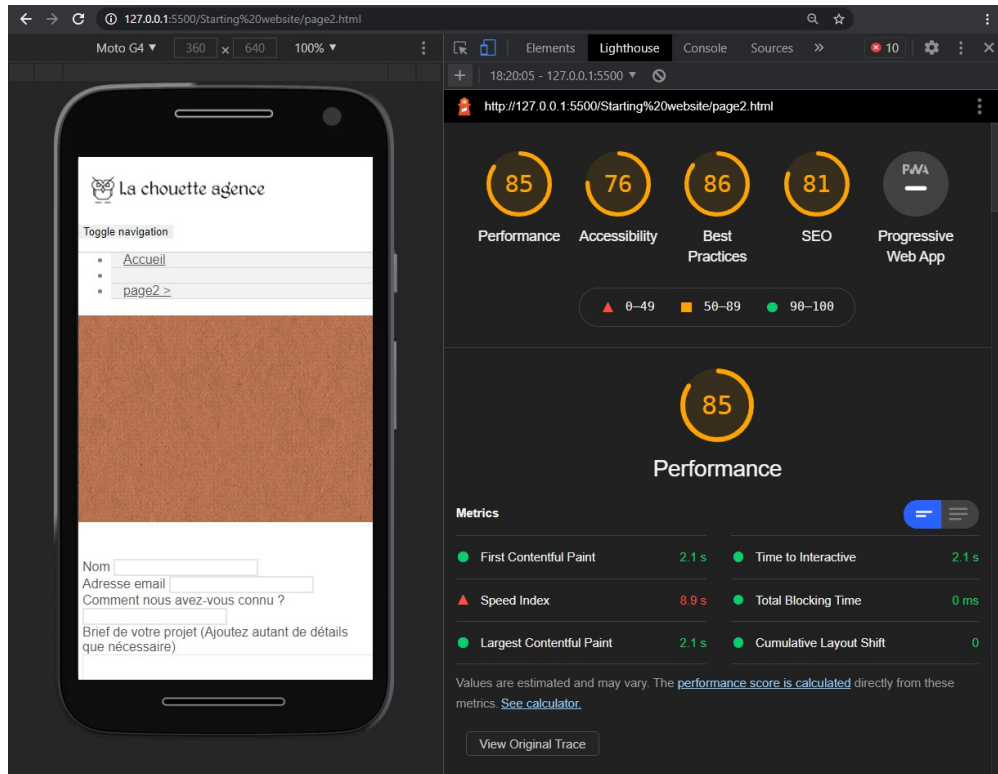 127.0.0.1:5500/Starting%20website/page2.html
Moto G4 ▼ 360 x 640 100% ▼
Elements Lighthouse Console Sources » 10
+ 18:20:05 - 127.0.0.1:5500 ▼
http://127.0.0.1:5500/Starting%20website/page2.html
La chouette agence
Toggle navigation
• Accueil
•
• page2 >
Nom
Adresse email
Comment nous avez-vous connu ?
Brief de votre projet (Ajoutez autant de détails
que nécessaire)
85 76 86 81 PWA
Performance Accessibility Best SEO Progressive
Practices Web App
0–49 50–89 90–100
85
Performance
Metrics
First Contentful Paint 2.1 s Time to Interactive 2.1 s
Speed Index 8.9 s Total Blocking Time 0 ms
Largest Contentful Paint 2.1 s Cumulative Layout Shift 0
Values are estimated and may vary. The performance score is calculated directly from these
metrics. See calculator.
View Original Trace